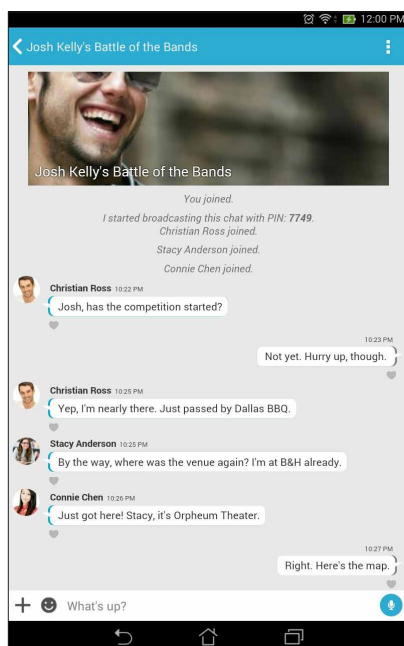 12:00 PM
Josh Kelly's Battle of the Bands
Josh Kelly's Battle of the Bands
You joined.
I started broadcasting this chat with PIN: 7749.
Christian Ross joined.
Stacy Anderson joined.
Connie Chen joined.
Christian Ross 10:22 PM
Josh, has the competition started?
10:23 PM
Not yet. Hurry up, though.
Christian Ross 10:25 PM
Yep, I'm nearly there. Just passed by Dallas BBQ.
Stacy Anderson 10:25 PM
By the way, where was the venue again? I'm at B&H already.
Connie Chen 10:26 PM
Just got here! Stacy, it's Orpheum Theater.
10:27 PM
Right. Here's the map.
What's up?